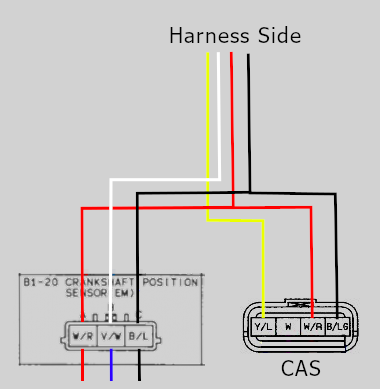 Harness Side
B1-20 CRANKSHAFT POSITION
SENSOR(EM)
A B C
W/R V/W B/L
Y/L W W/R B/LG
CAS